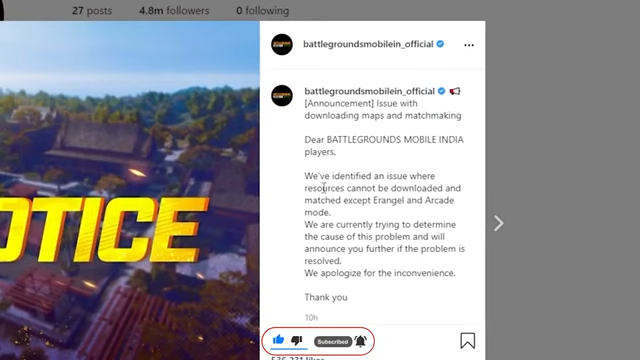 27 posts 4.8m followers 0 following
battlegroundsmobilein_official
battlegroundsmobilein_official
[Announcement] Issue with
downloading maps and matchmaking
Dear BATTLEGROUNDS MOBILE INDIA
players,
We've identified an issue where
resources cannot be downloaded and
matched except Erangel and Arcade
mode.
We are currently trying to determine
the cause of this problem and will
announce you further if the problem is
resolved.
We apologize for the inconvenience.
Thank you
10h
OTICE
Subscribed